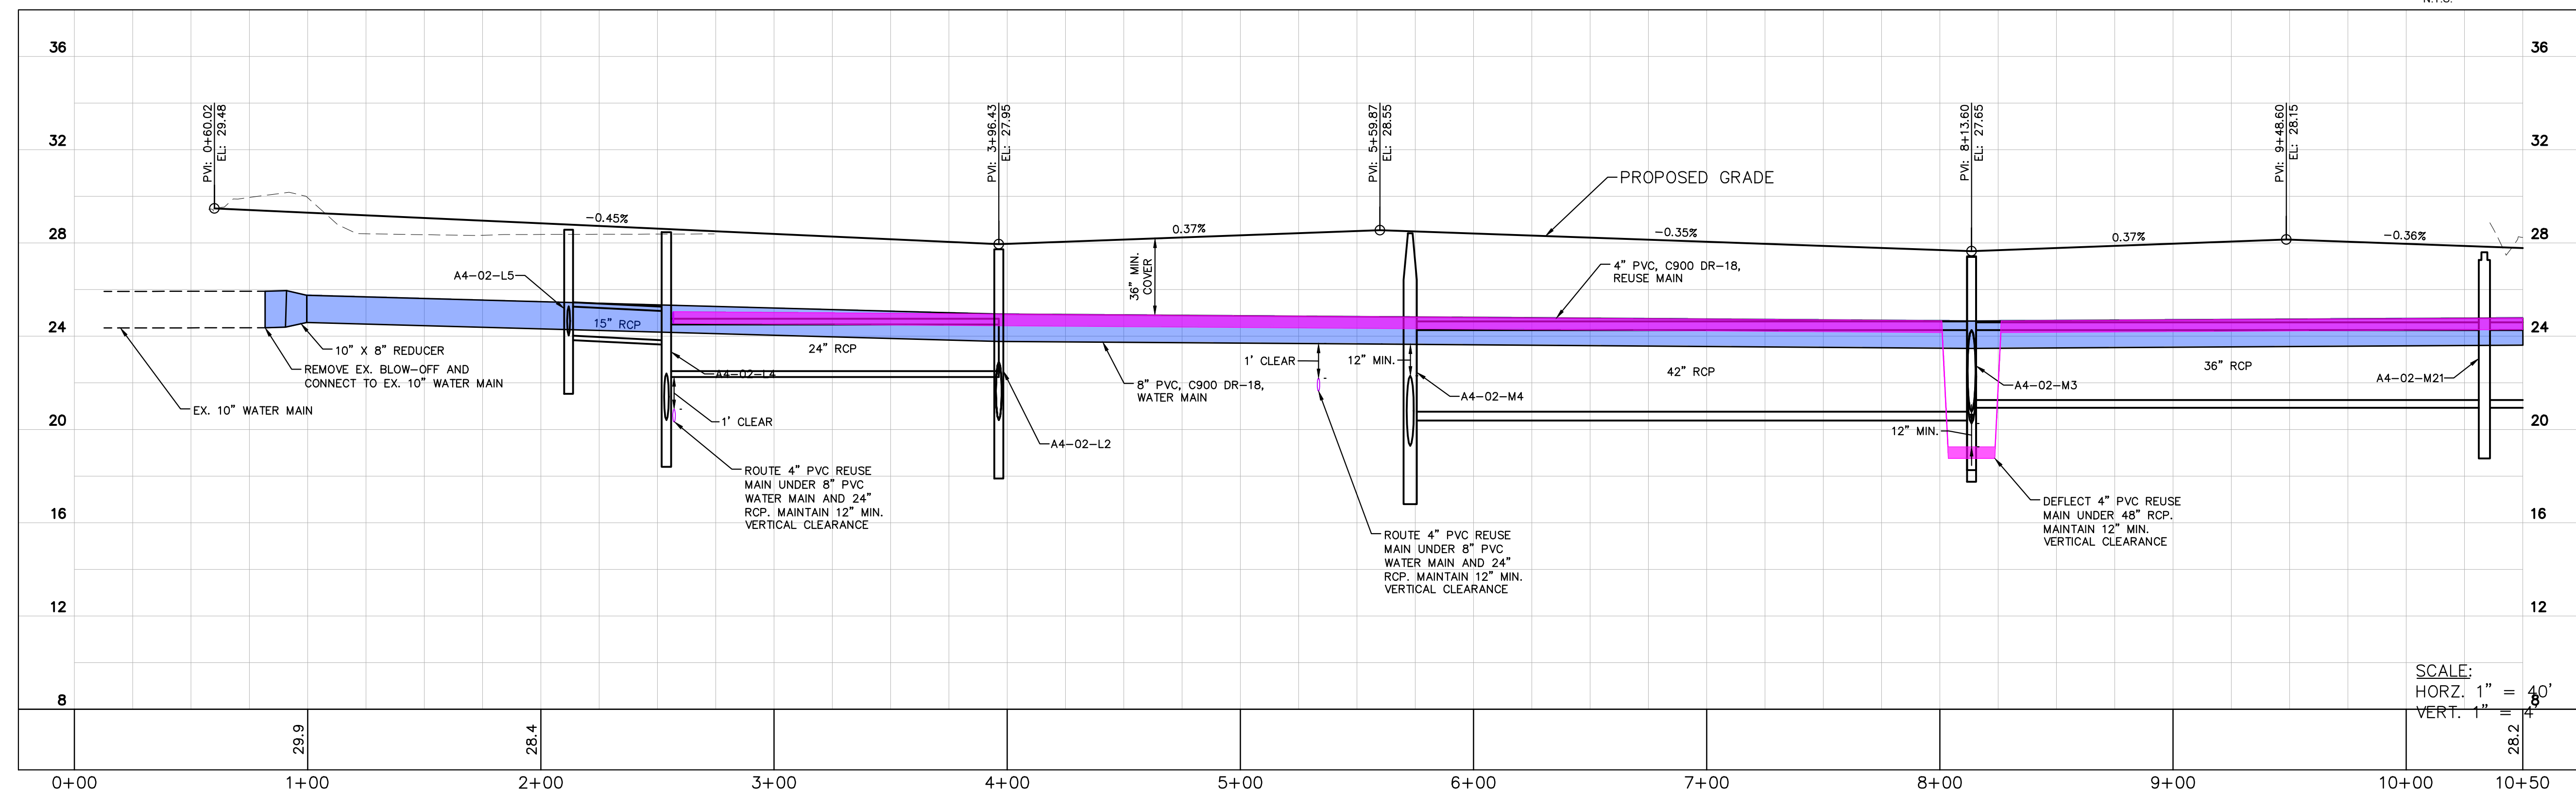 N.T.S.
36
36
32
32
28
28
24
24
20
20
16
16
12
12
8
8
PVI: 0+60.02
EL: 29.48
PVI: 3+96.43
EL: 27.95
PVI: 5+59.87
EL: 28.55
PVI: 8+13.60
EL: 27.65
PVI: 9+48.60
EL: 28.15
PROPOSED GRADE
-0.45%
0.37%
-0.35%
0.37%
-0.36%
A4-02-L5
36" MIN.
COVER
4" PVC, C900 DR-18,
REUSE MAIN
15" RCP
24" RCP
10" X 8" REDUCER
REMOVE EX. BLOW-OFF AND
CONNECT TO EX. 10" WATER MAIN
EX. 10" WATER MAIN
A4-02-L4
1' CLEAR
8" PVC, C900 DR-18,
WATER MAIN
1' CLEAR
12" MIN.
A4-02-M4
42" RCP
A4-02-M3
36" RCP
A4-02-M21
A4-02-L2
12" MIN.
ROUTE 4" PVC REUSE
MAIN UNDER 8" PVC
WATER MAIN AND 24"
RCP. MAINTAIN 12" MIN.
VERTICAL CLEARANCE
ROUTE 4" PVC REUSE
MAIN UNDER 8" PVC
WATER MAIN AND 24"
RCP. MAINTAIN 12" MIN.
VERTICAL CLEARANCE
DEFLECT 4" PVC REUSE
MAIN UNDER 48" RCP.
MAINTAIN 12" MIN.
VERTICAL CLEARANCE
SCALE:
HORZ. 1" = 40'
VERT. 1" = 4'
29.9
28.4
28.2
0+00
1+00
2+00
3+00
4+00
5+00
6+00
7+00
8+00
9+00
10+00
10+50